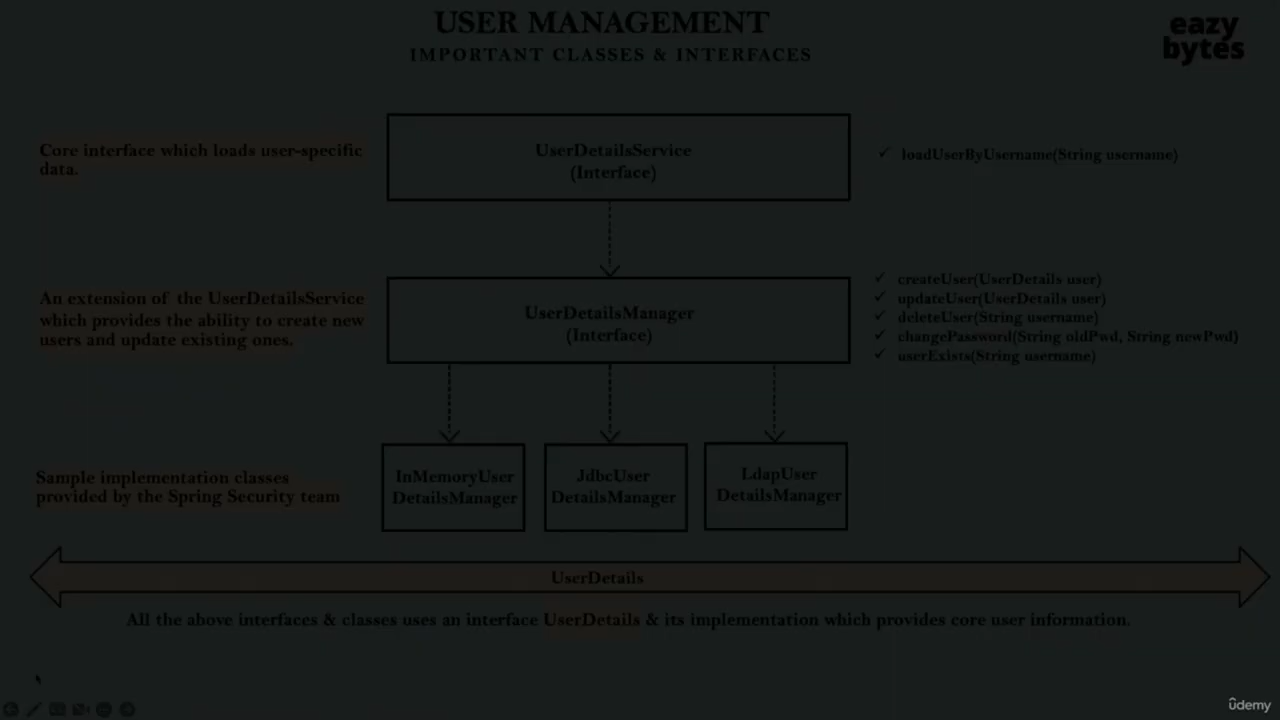 USER MANAGEMENT
IMPORTANT CLASSES & INTERFACES
eazy
bytes
Core interface which loads user-specific
data.
UserDetailsService
(Interface)
✓ loadUserByUsername(String username)
An extension of the UserDetailsService
which provides the ability to create new
users and update existing ones.
UserDetailsManager
(Interface)
✓ createUser(UserDetails user)
✓ updateUser(UserDetails user)
✓ deleteUser(String username)
✓ changePassword(String oldPwd, String newPwd)
✓ userExists(String username)
Sample implementation classes
provided by the Spring Security team
InMemoryUser
DetailsManager
JdbcUser
DetailsManager
LdapUser
DetailsManager
UserDetails
All the above interfaces & classes uses an interface UserDetails & its implementation which provides core user information.
ûdemy